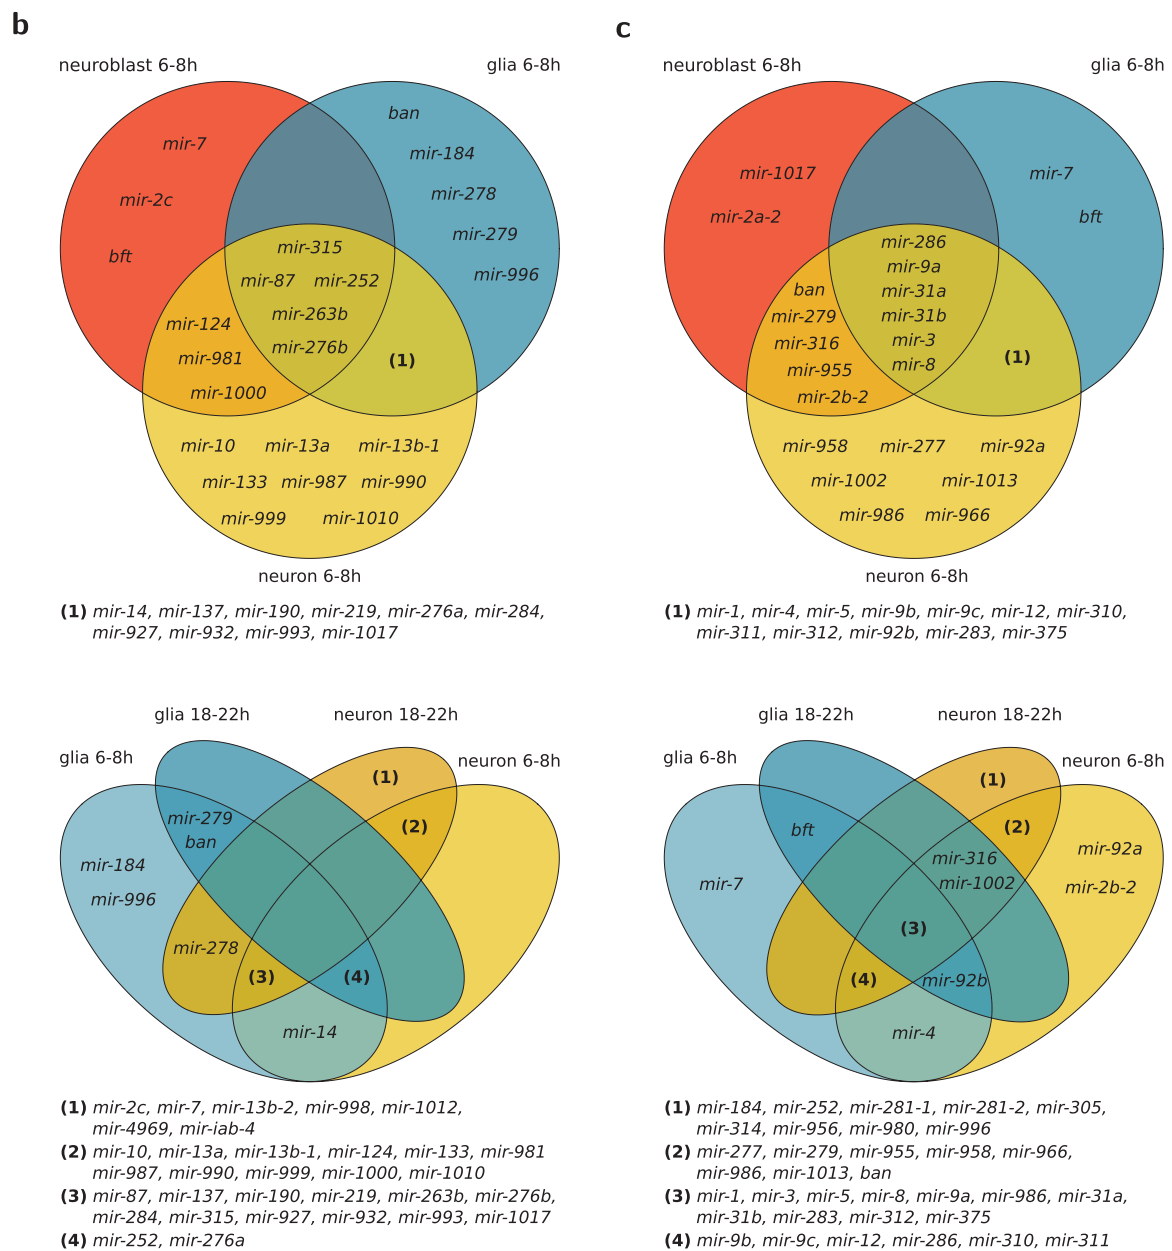 b
neuroblast 6-8h
glia 6-8h
mir-7
mir-2c
bft
ban
mir-184
mir-278
mir-279
mir-996
mir-315
mir-87 mir-252
mir-263b
mir-276b
mir-124
mir-981
mir-1000
(1)
mir-10 mir-13a mir-13b-1
mir-133 mir-987 mir-990
mir-999 mir-1010
neuron 6-8h
(1) mir-14, mir-137, mir-190, mir-219, mir-276a, mir-284,
mir-927, mir-932, mir-993, mir-1017
glia 18-22h
neuron 18-22h
glia 6-8h
neuron 6-8h
(1)
(2)
mir-279
ban
mir-184
mir-996
mir-278
(3)
(4)
mir-14
(1) mir-2c, mir-7, mir-13b-2, mir-998, mir-1012,
mir-4969, mir-iab-4
(2) mir-10, mir-13a, mir-13b-1, mir-124, mir-133, mir-981
mir-987, mir-990, mir-999, mir-1000, mir-1010
(3) mir-87, mir-137, mir-190, mir-219, mir-263b, mir-276b,
mir-284, mir-315, mir-927, mir-932, mir-993, mir-1017
(4) mir-252, mir-276a
c
neuroblast 6-8h
glia 6-8h
mir-1017
mir-2a-2
mir-7
bft
mir-286
mir-9a
mir-31a
mir-31b
mir-3
mir-8
ban
mir-279
mir-316
mir-955
mir-2b-2
(1)
mir-958 mir-277 mir-92a
mir-1002 mir-1013
mir-986 mir-966
neuron 6-8h
(1) mir-1, mir-4, mir-5, mir-9b, mir-9c, mir-12, mir-310,
mir-311, mir-312, mir-92b, mir-283, mir-375
glia 18-22h
neuron 18-22h
glia 6-8h
neuron 6-8h
(1)
(2)
bft
mir-316
mir-1002
mir-92a
mir-2b-2
mir-7
(3)
(4)
mir-92b
mir-4
(1) mir-184, mir-252, mir-281-1, mir-281-2, mir-305,
mir-314, mir-956, mir-980, mir-996
(2) mir-277, mir-279, mir-955, mir-958, mir-966,
mir-986, mir-1013, ban
(3) mir-1, mir-3, mir-5, mir-8, mir-9a, mir-986, mir-31a,
mir-31b, mir-283, mir-312, mir-375
(4) mir-9b, mir-9c, mir-12, mir-286, mir-310, mir-311